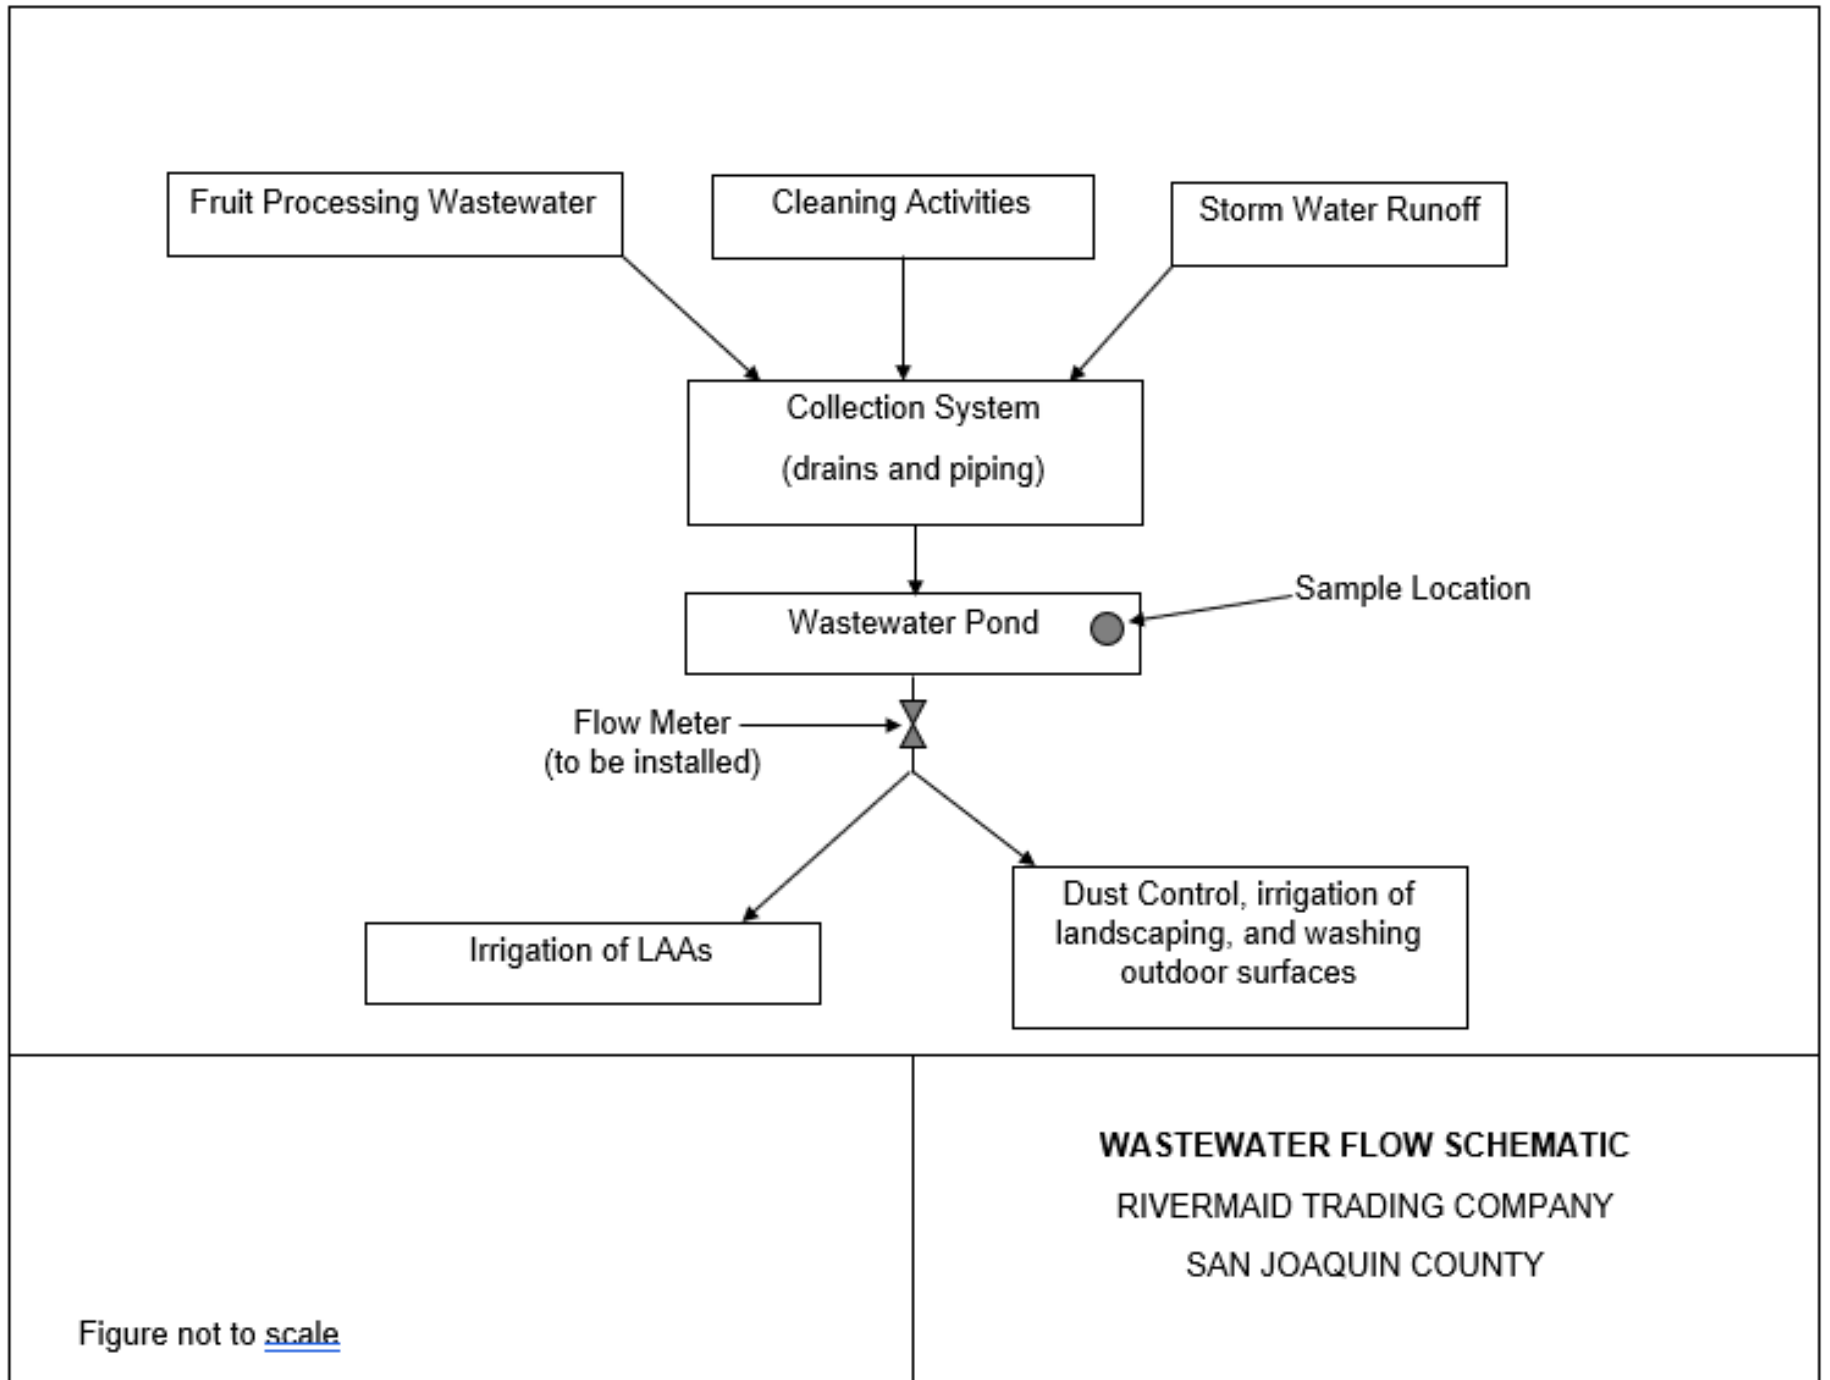 Fruit Processing Wastewater
Cleaning Activities
Storm Water Runoff
Collection System
(drains and piping)
Sample Location
Wastewater Pond
Flow Meter
(to be installed)
Dust Control, irrigation of
landscaping, and washing
outdoor surfaces
Irrigation of LAAs
WASTEWATER FLOW SCHEMATIC
RIVERMAID TRADING COMPANY
SAN JOAQUIN COUNTY
Figure not to scale